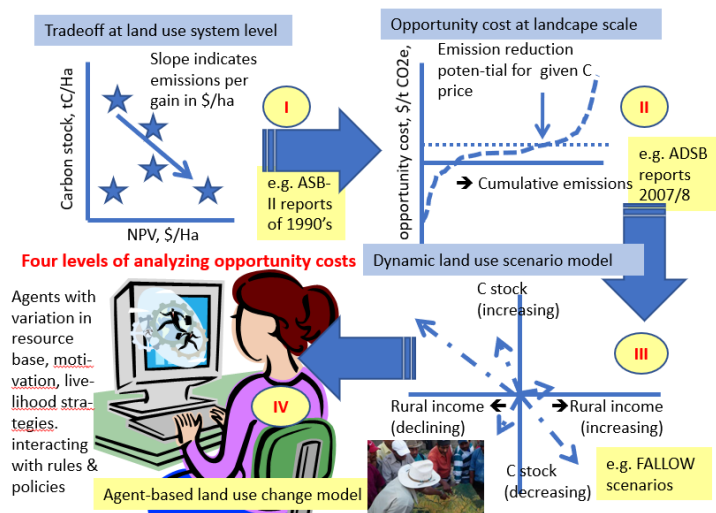 Tradeoff at land use system level
Slope indicates
emissions per
gain in $/ha
Carbon stock, tC/Ha
NPV, $/Ha
I
e.g. ASB-
II reports
of 1990's
Opportunity cost at landcape scale
Emission reduction
poten-tial for given C
price
opportunity cost, $/t CO2e,
➔ Cumulative emissions
II
e.g. ADSB
reports
2007/8
Four levels of analyzing opportunity costs
Dynamic land use scenario model
C stock
(increasing)
III
Rural income ➔
(declining)
➔Rural income
(increasing)
C stock
(decreasing)
e.g. FALLOW
scenarios
Agents with
variation in
resource
base, moti-
vation, live-
lihood stra-
tegies.
interacting
with rules &
policies
IV
Agent-based land use change model